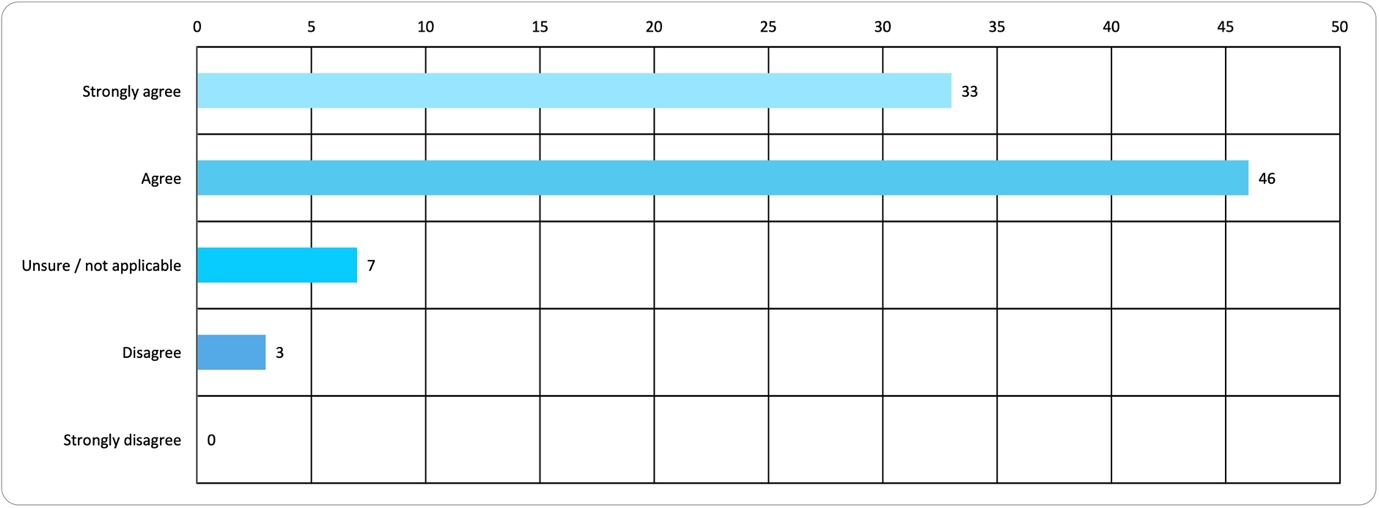 0 5 10 15 20 25 30 35 40 45 50
Strongly agree 33
Agree 46
Unsure / not applicable 7
Disagree 3
Strongly disagree 0